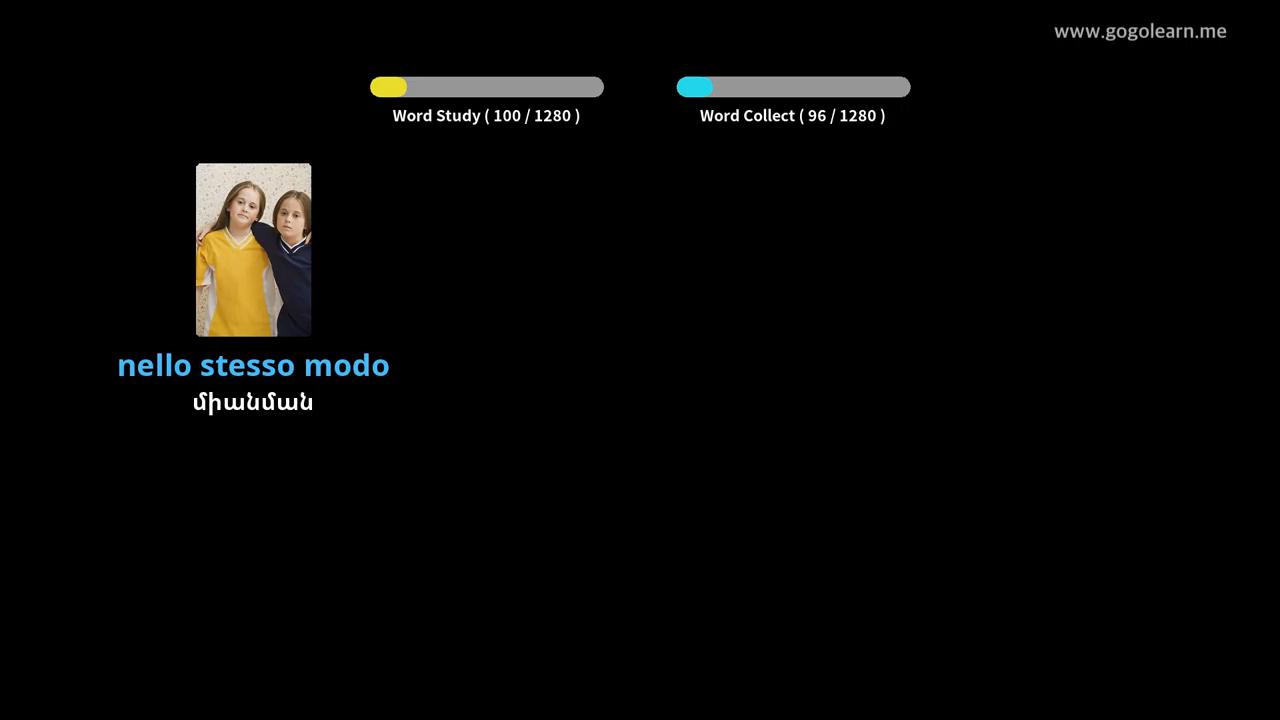 www.gogolearn.me
Word Study ( 100 / 1280 )
Word Collect ( 96 / 1280 )
nello stesso modo
միանման